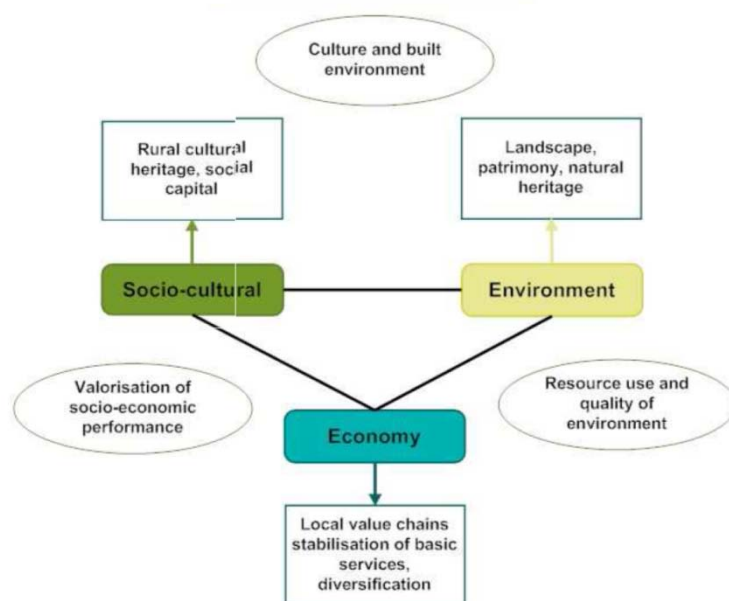 Culture and built
environment
Rural cultural
heritage, social
capital
Landscape,
patrimony, natural
heritage
Socio-cultural
Environment
Valorisation of
socio-economic
performance
Resource use and
quality of
environment
Economy
Local value chains
stabilisation of basic
services,
diversification